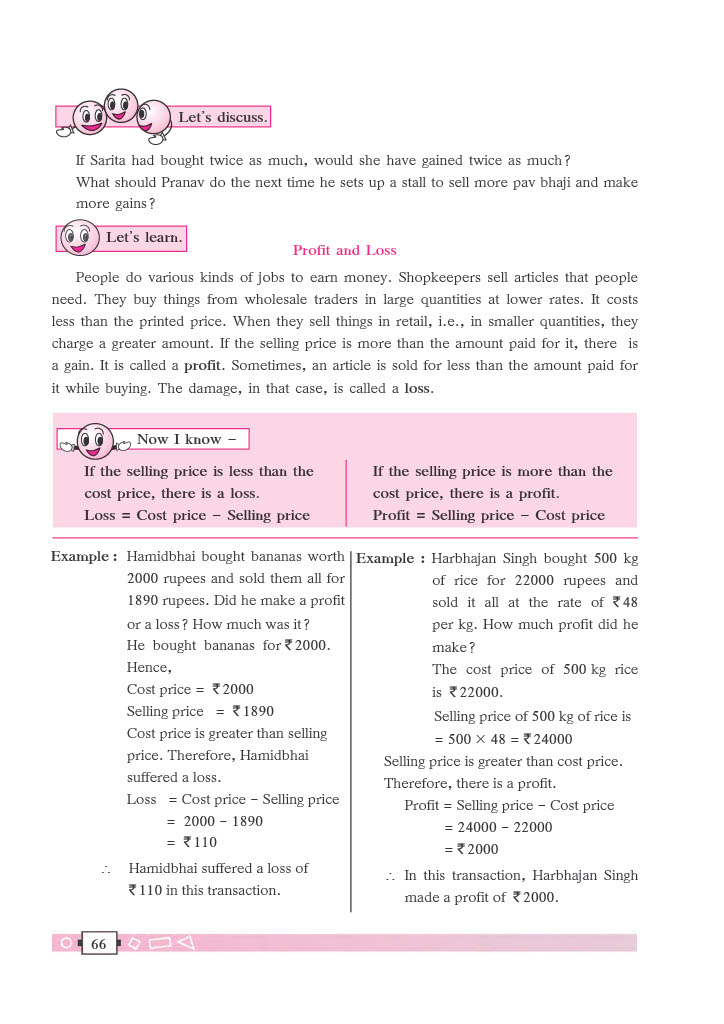 Let's discuss.
If Sarita had bought twice as much, would she have gained twice as much?
What should Pranav do the next time he sets up a stall to sell more pav bhaji and make
more gains?
Let's learn.
Profit and Loss
People do various kinds of jobs to earn money. Shopkeepers sell articles that people
need. They buy things from wholesale traders in large quantities at lower rates. It costs
less than the printed price. When they sell things in retail, i.e., in smaller quantities, they
charge a greater amount. If the selling price is more than the amount paid for it, there is
a gain. It is called a profit. Sometimes, an article is sold for less than the amount paid for
it while buying. The damage, in that case, is called a loss.
Now I know –
If the selling price is less than the
cost price, there is a loss.
Loss = Cost price – Selling price
If the selling price is more than the
cost price, there is a profit.
Profit = Selling price – Cost price
Example : Hamidbhai bought bananas worth
2000 rupees and sold them all for
1890 rupees. Did he make a profit
or a loss? How much was it?
He bought bananas for ₹2000.
Hence,
Cost price = ₹2000
Selling price = ₹1890
Cost price is greater than selling
price. Therefore, Hamidbhai
suffered a loss.
Loss = Cost price – Selling price
= 2000 – 1890
= ₹110
∴ Hamidbhai suffered a loss of
₹110 in this transaction.
Example : Harbhajan Singh bought 500 kg
of rice for 22000 rupees and
sold it all at the rate of ₹48
per kg. How much profit did he
make?
The cost price of 500 kg rice
is ₹22000.
Selling price of 500 kg of rice is
= 500 × 48 = ₹24000
Selling price is greater than cost price.
Therefore, there is a profit.
Profit = Selling price – Cost price
= 24000 – 22000
= ₹2000
∴ In this transaction, Harbhajan Singh
made a profit of ₹2000.
66